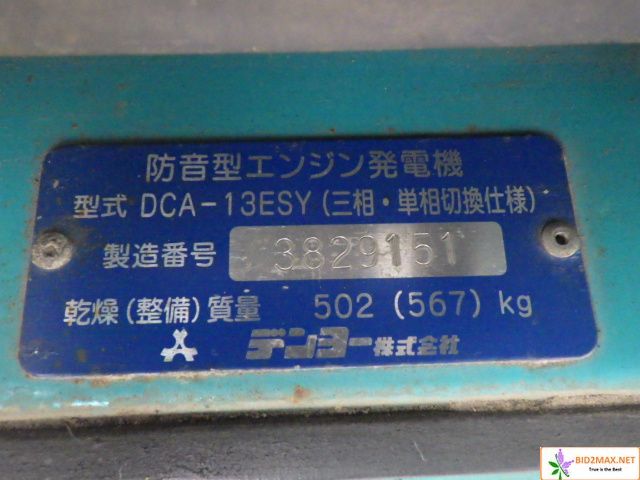 防音型エンジン発電機
型式 DCA-13ESY (三相・単相切換仕様)
製造番号 3829151
乾燥(整備)質量 502 (567) kg
デンヨー株式会社
BID2MAX.NET
True is the Best